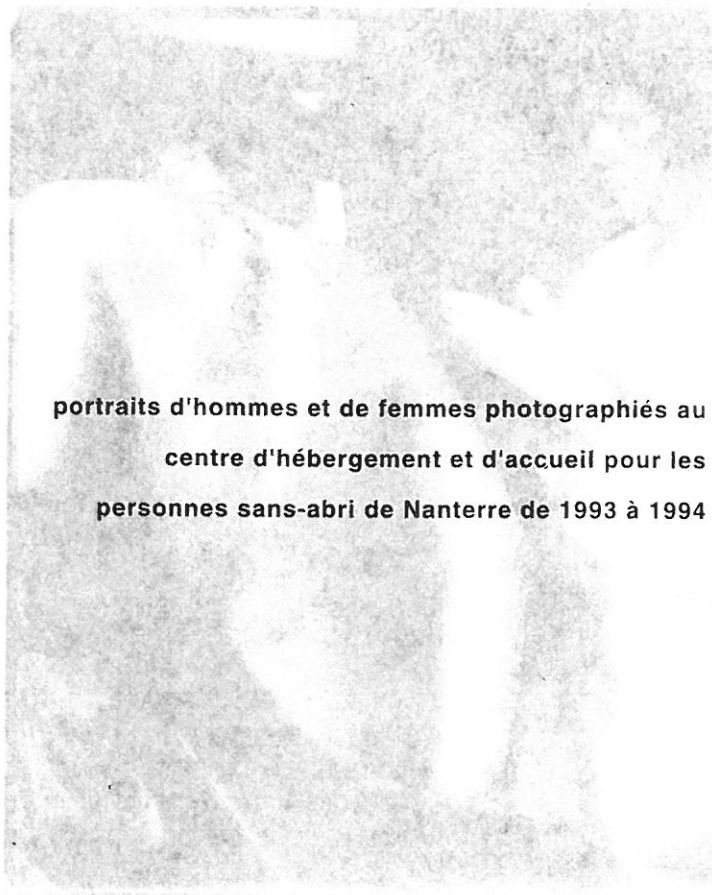 portraits d'hommes et de femmes photographiés au
centre d'hébergement et d'accueil pour les
personnes sans-abri de Nanterre de 1993 à 1994